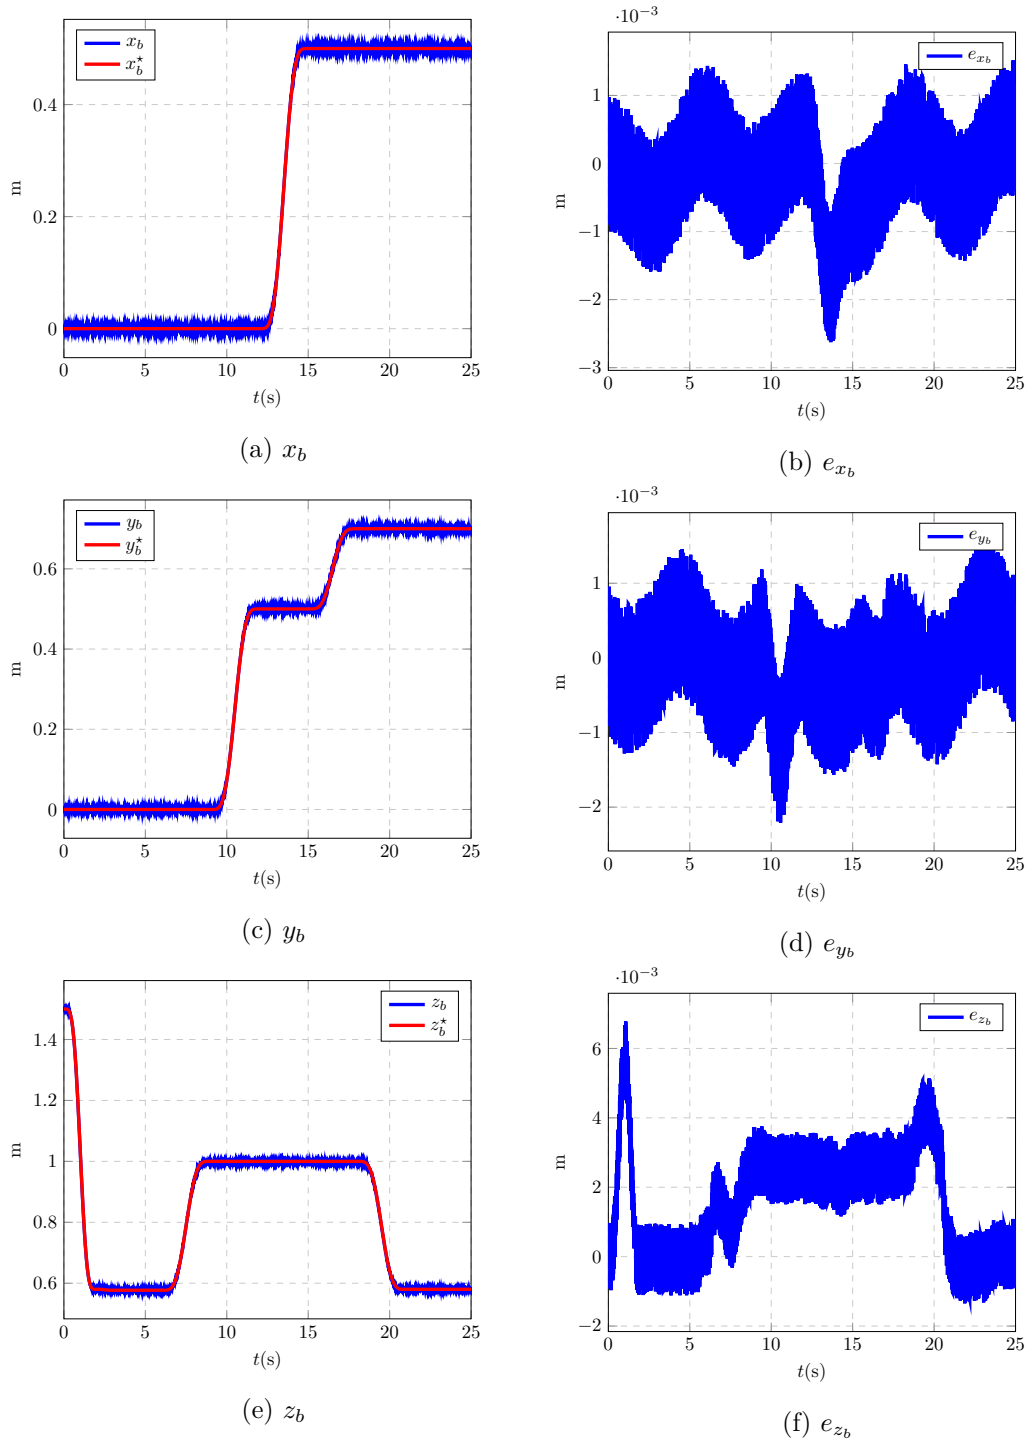 x_b
x_b^⋆
0.4
0.2
0
m
0 5 10 15 20 25
t(s)
(a) x_b
·10^−3
e_{x_b}
1
0
−1
−2
−3
m
0 5 10 15 20 25
t(s)
(b) e_{x_b}
y_b
y_b^⋆
0.6
0.4
0.2
0
m
0 5 10 15 20 25
t(s)
(c) y_b
·10^−3
e_{y_b}
1
0
−1
−2
m
0 5 10 15 20 25
t(s)
(d) e_{y_b}
z_b
z_b^⋆
1.4
1.2
1
0.8
0.6
m
0 5 10 15 20 25
t(s)
(e) z_b
·10^−3
e_{z_b}
6
4
2
0
−2
m
0 5 10 15 20 25
t(s)
(f) e_{z_b}